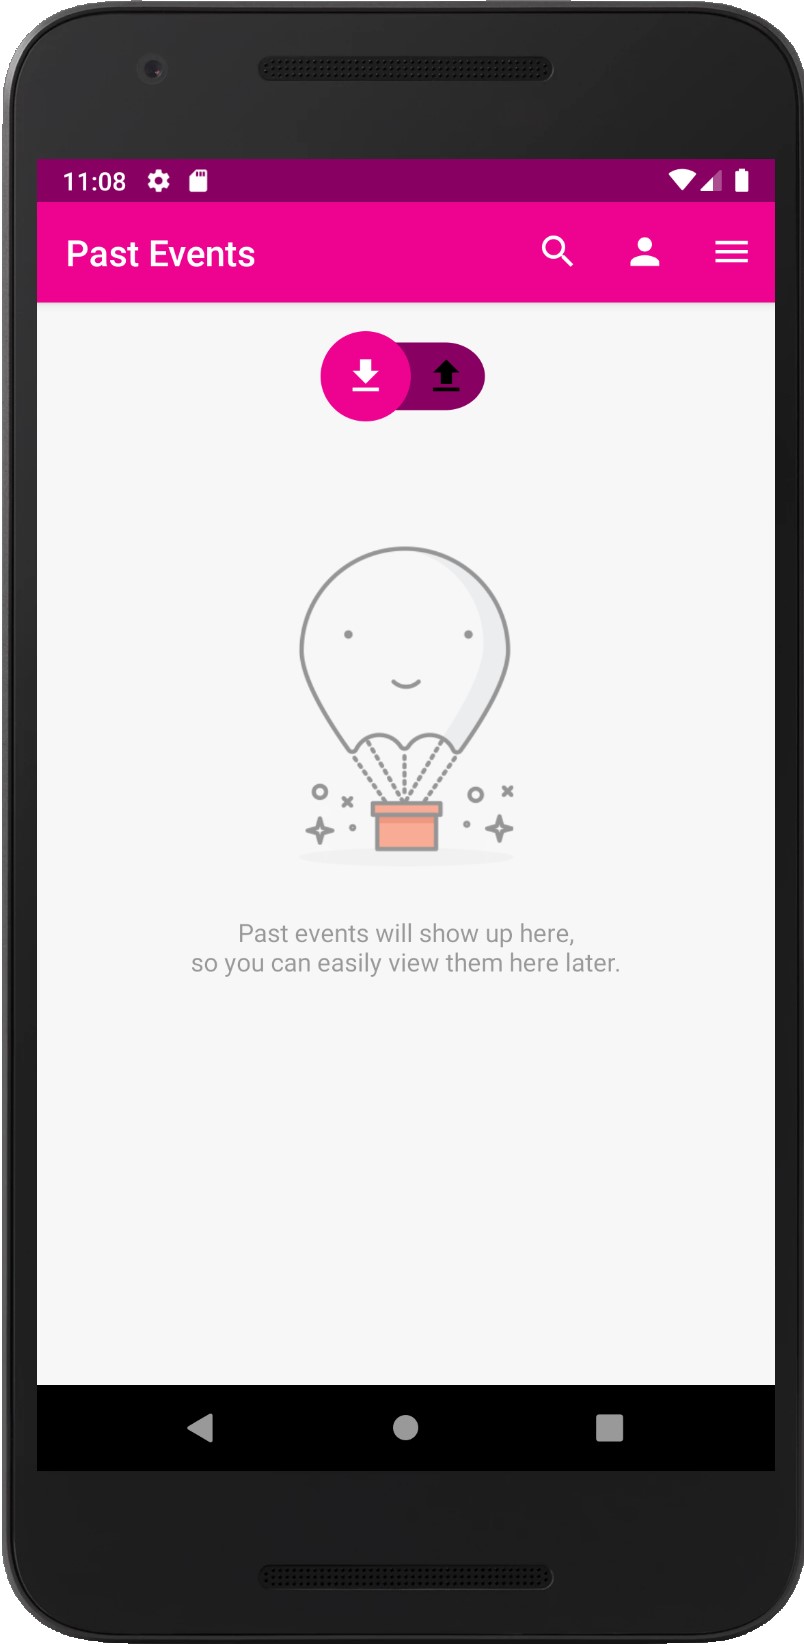 11:08
Past Events
Past events will show up here,
so you can easily view them here later.